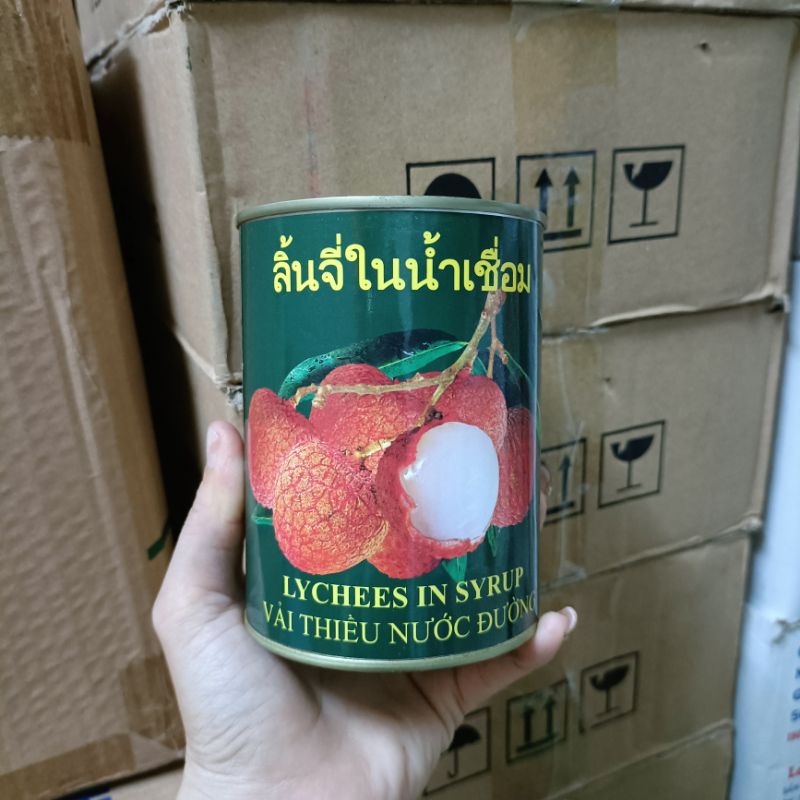 ลิ้นจี่ในน้ำเชื่อม
LYCHEES IN SYRUP
VẢI THIỀU NƯỚC ĐƯỜNG